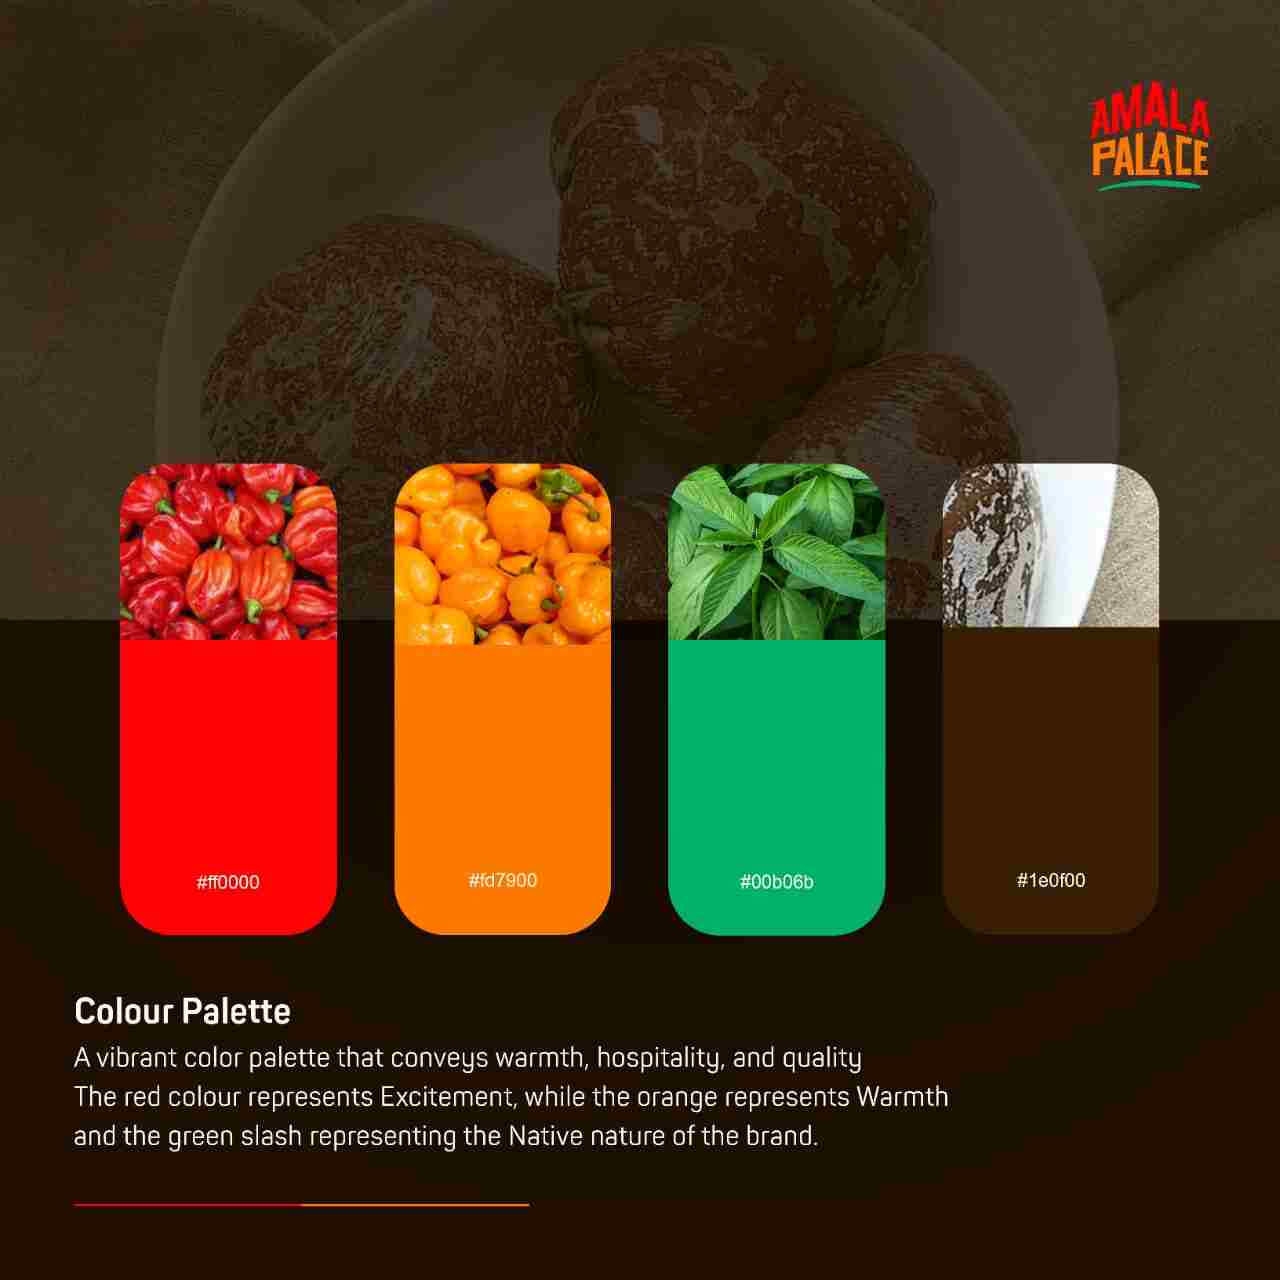 AMALA
PALACE
#ff0000
#fd7900
#00b06b
#1e0f00
Colour Palette
A vibrant color palette that conveys warmth, hospitality, and quality
The red colour represents Excitement, while the orange represents Warmth
and the green slash representing the Native nature of the brand.